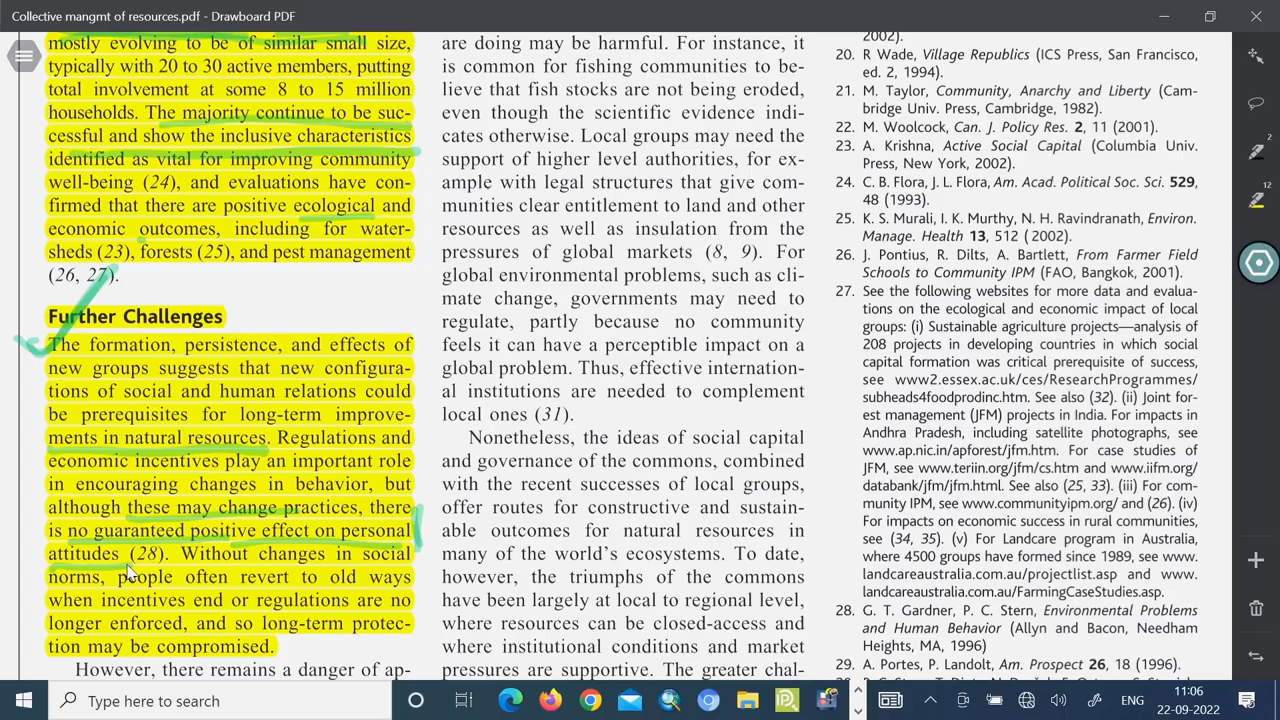 Collective mangmt of resources.pdf - Drawboard PDF
mostly evolving to be of similar small size,
typically with 20 to 30 active members, putting
total involvement at some 8 to 15 million
households. The majority continue to be suc-
cessful and show the inclusive characteristics
identified as vital for improving community
well-being (24), and evaluations have con-
firmed that there are positive ecological and
economic outcomes, including for water-
sheds (23), forests (25), and pest management
(26, 27).
Further Challenges
The formation, persistence, and effects of
new groups suggests that new configura-
tions of social and human relations could
be prerequisites for long-term improve-
ments in natural resources. Regulations and
economic incentives play an important role
in encouraging changes in behavior, but
although these may change practices, there
is no guaranteed positive effect on personal
attitudes (28). Without changes in social
norms, people often revert to old ways
when incentives end or regulations are no
longer enforced, and so long-term protec-
tion may be compromised.
However, there remains a danger of ap-
are doing may be harmful. For instance, it
is common for fishing communities to be-
lieve that fish stocks are not being eroded,
even though the scientific evidence indi-
cates otherwise. Local groups may need the
support of higher level authorities, for ex-
ample with legal structures that give com-
munities clear entitlement to land and other
resources as well as insulation from the
pressures of global markets (8, 9). For
global environmental problems, such as cli-
mate change, governments may need to
regulate, partly because no community
feels it can have a perceptible impact on a
global problem. Thus, effective internation-
al institutions are needed to complement
local ones (31).
Nonetheless, the ideas of social capital
and governance of the commons, combined
with the recent successes of local groups,
offer routes for constructive and sustain-
able outcomes for natural resources in
many of the world's ecosystems. To date,
however, the triumphs of the commons
have been largely at local to regional level,
where resources can be closed-access and
where institutional conditions and market
pressures are supportive. The greater chal-
2002).
20. R Wade, Village Republics (ICS Press, San Francisco,
ed. 2, 1994).
21. M. Taylor, Community, Anarchy and Liberty (Cam-
bridge Univ. Press, Cambridge, 1982).
22. M. Woolcock, Can. J. Policy Res. 2, 11 (2001).
23. A. Krishna, Active Social Capital (Columbia Univ.
Press, New York, 2002).
24. C. B. Flora, J. L. Flora, Am. Acad. Political Soc. Sci. 529,
48 (1993).
25. K. S. Murali, I. K. Murthy, N. H. Ravindranath, Environ.
Manage. Health 13, 512 (2002).
26. J. Pontius, R. Dilts, A. Bartlett, From Farmer Field
Schools to Community IPM (FAO, Bangkok, 2001).
27. See the following websites for more data and evalua-
tions on the ecological and economic impact of local
groups: (i) Sustainable agriculture projects—analysis of
208 projects in developing countries in which social
capital formation was critical prerequisite of success,
see www2.essex.ac.uk/ces/ResearchProgrammes/
subheads4foodprodinc.htm. See also (32). (ii) Joint for-
est management (JFM) projects in India. For impacts in
Andhra Pradesh, including satellite photographs, see
www.ap.nic.in/apforest/jfm.htm. For case studies of
JFM, see www.teriin.org/jfm/cs.htm and www.iifm.org/
databank/jfm/jfm.html. See also (25, 33). (iii) For com-
munity IPM, see www.communityipm.org/ and (26). (iv)
For impacts on economic success in rural communities,
see (34, 35). (v) For Landcare program in Australia,
where 4500 groups have formed since 1989, see www.
landcareaustralia.com.au/projectlist.asp and www.
landcareaustralia.com.au/FarmingCaseStudies.asp.
28. G. T. Gardner, P. C. Stern, Environmental Problems
and Human Behavior (Allyn and Bacon, Needham
Heights, MA, 1996)
29. A. Portes, P. Landolt, Am. Prospect 26, 18 (1996).
2
12
Type here to search
ENG
11:06
22-09-2022